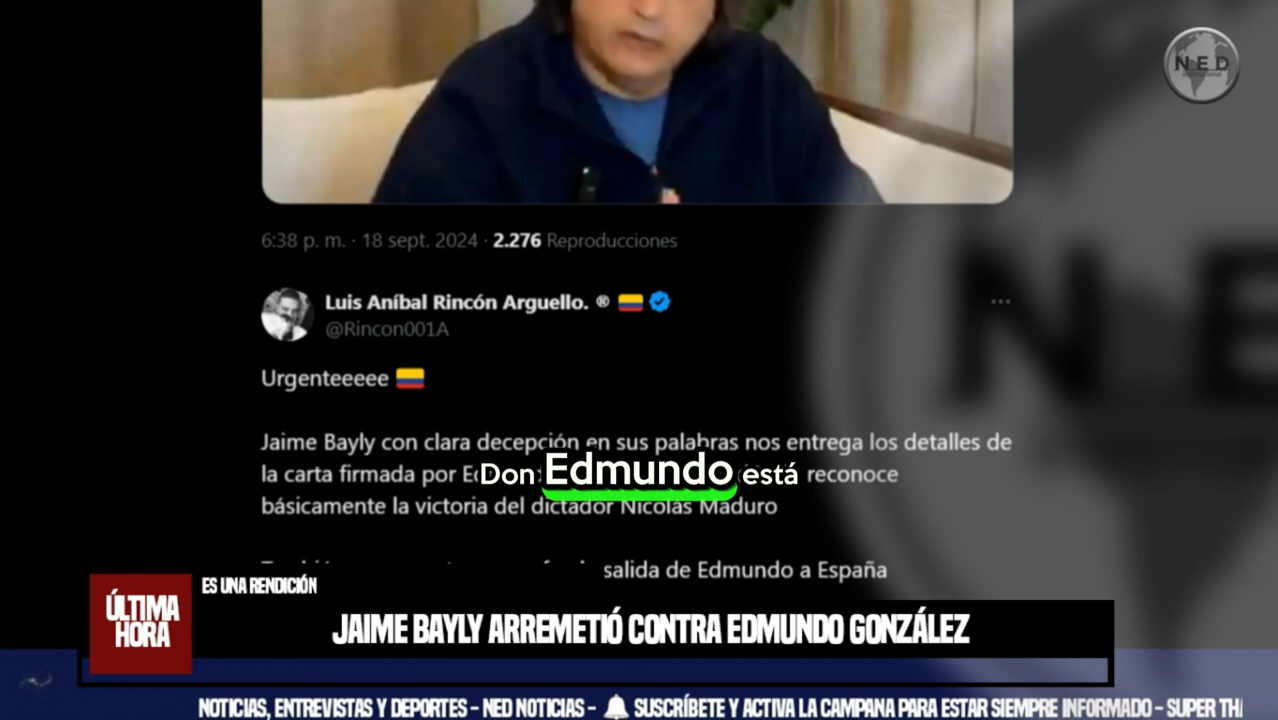 NED
International
6:38 p. m. · 18 sept. 2024 · 2.276 Reproducciones
Luis Aníbal Rincón Arguello. ®
@Rincon001A
Urgenteeeee
Jaime Bayly con clara decepción en sus palabras nos entrega los detalles de
la carta firmada por reconoce
Don Edmundo está
básicamente la victoria del dictador Nicolás Maduro
salida de Edmundo a España
ES UNA RENDICIÓN
ÚLTIMA
HORA
JAIME BAYLY ARREMETIÓ CONTRA EDMUNDO GONZÁLEZ
NOTICIAS, ENTREVISTAS Y DEPORTES - NED NOTICIAS - SUSCRÍBETE Y ACTIVA LA CAMPANA PARA ESTAR SIEMPRE INFORMADO - SUPER